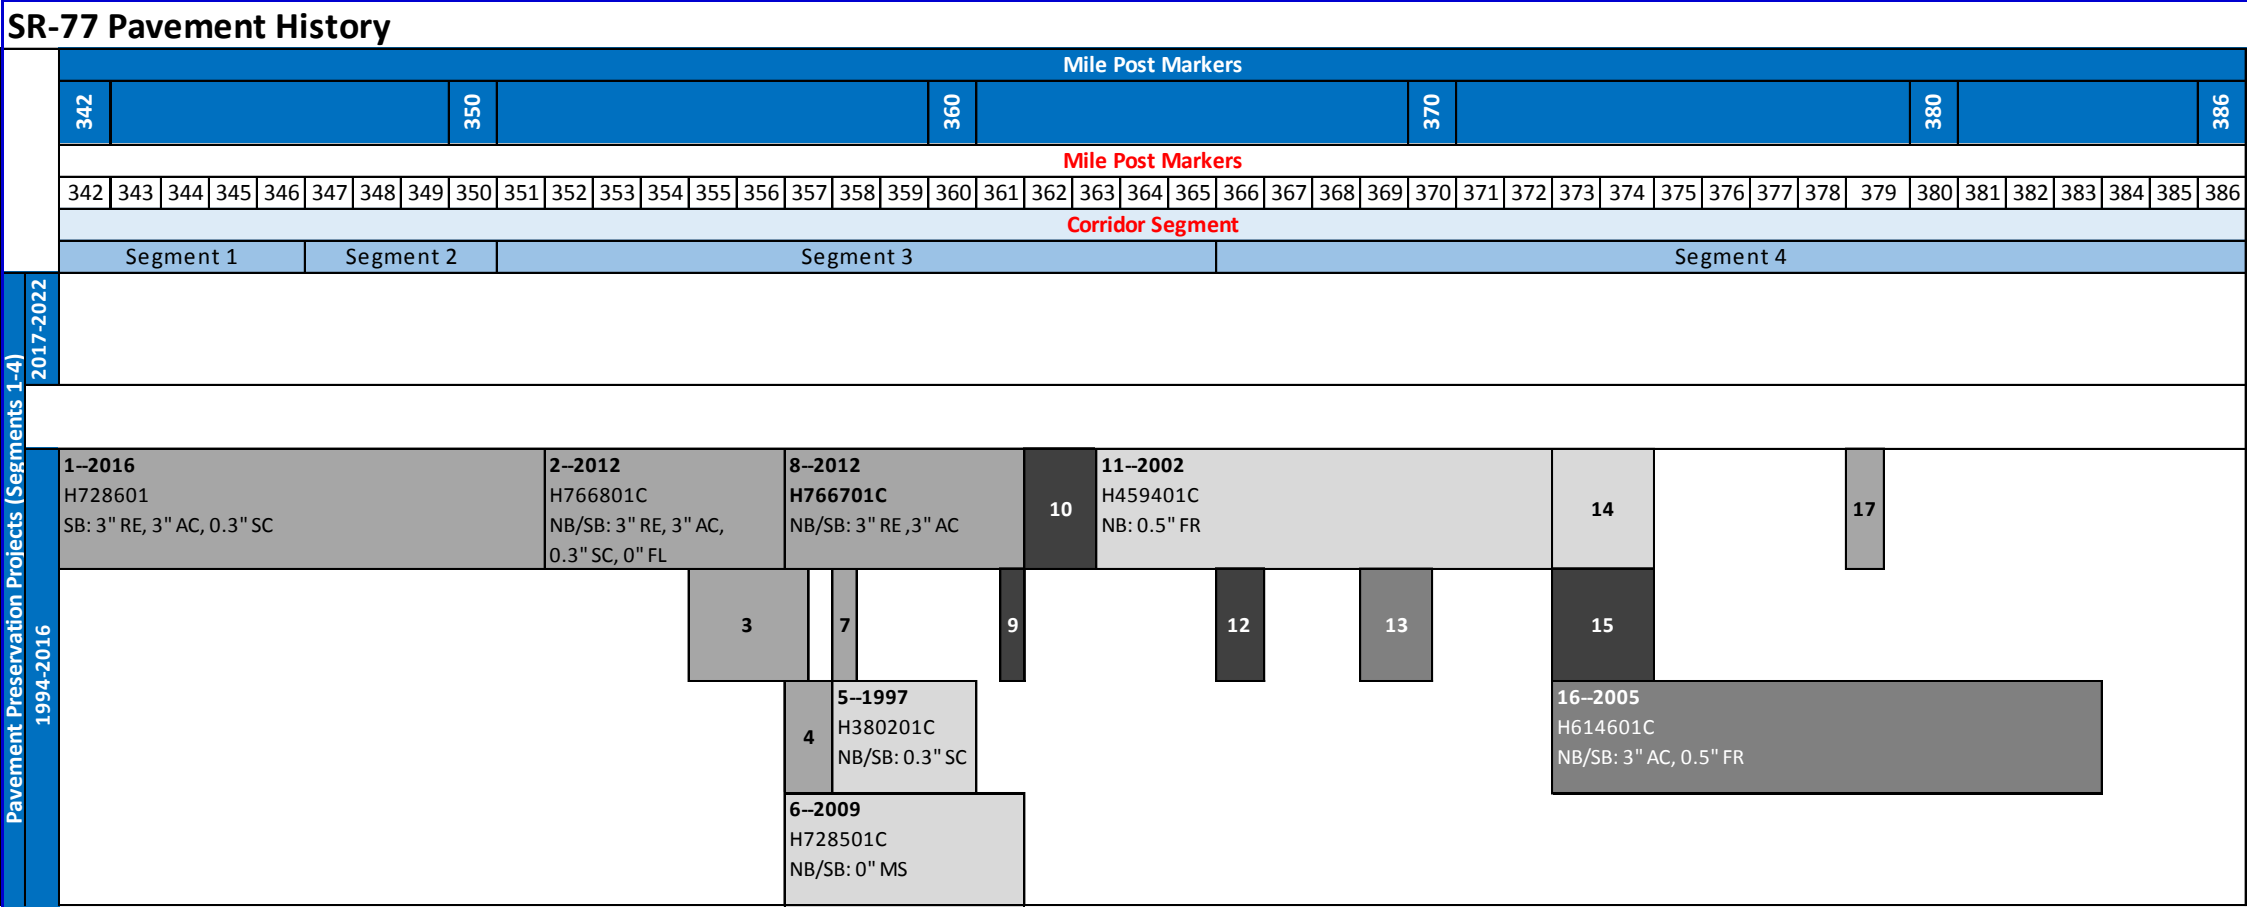 SR-77 Pavement History
Mile Post Markers
342 350 360 370 380 386
Mile Post Markers
342 343 344 345 346 347 348 349 350 351 352 353 354 355 356 357 358 359 360 361 362 363 364 365 366 367 368 369 370 371 372 373 374 375 376 377 378 379 380 381 382 383 384 385 386
Corridor Segment
Segment 1 Segment 2 Segment 3 Segment 4
Pavement Preservation Projects (Segments 1-4)
2017-2022
1994-2016
1--2016
H728601
SB: 3" RE, 3" AC, 0.3" SC
2--2012
H766801C
NB/SB: 3" RE, 3" AC,
0.3" SC, 0" FL
8--2012
H766701C
NB/SB: 3" RE ,3" AC
10
11--2002
H459401C
NB: 0.5" FR
14
17
3
7
9
12
13
15
4
5--1997
H380201C
NB/SB: 0.3" SC
16--2005
H614601C
NB/SB: 3" AC, 0.5" FR
6--2009
H728501C
NB/SB: 0" MS